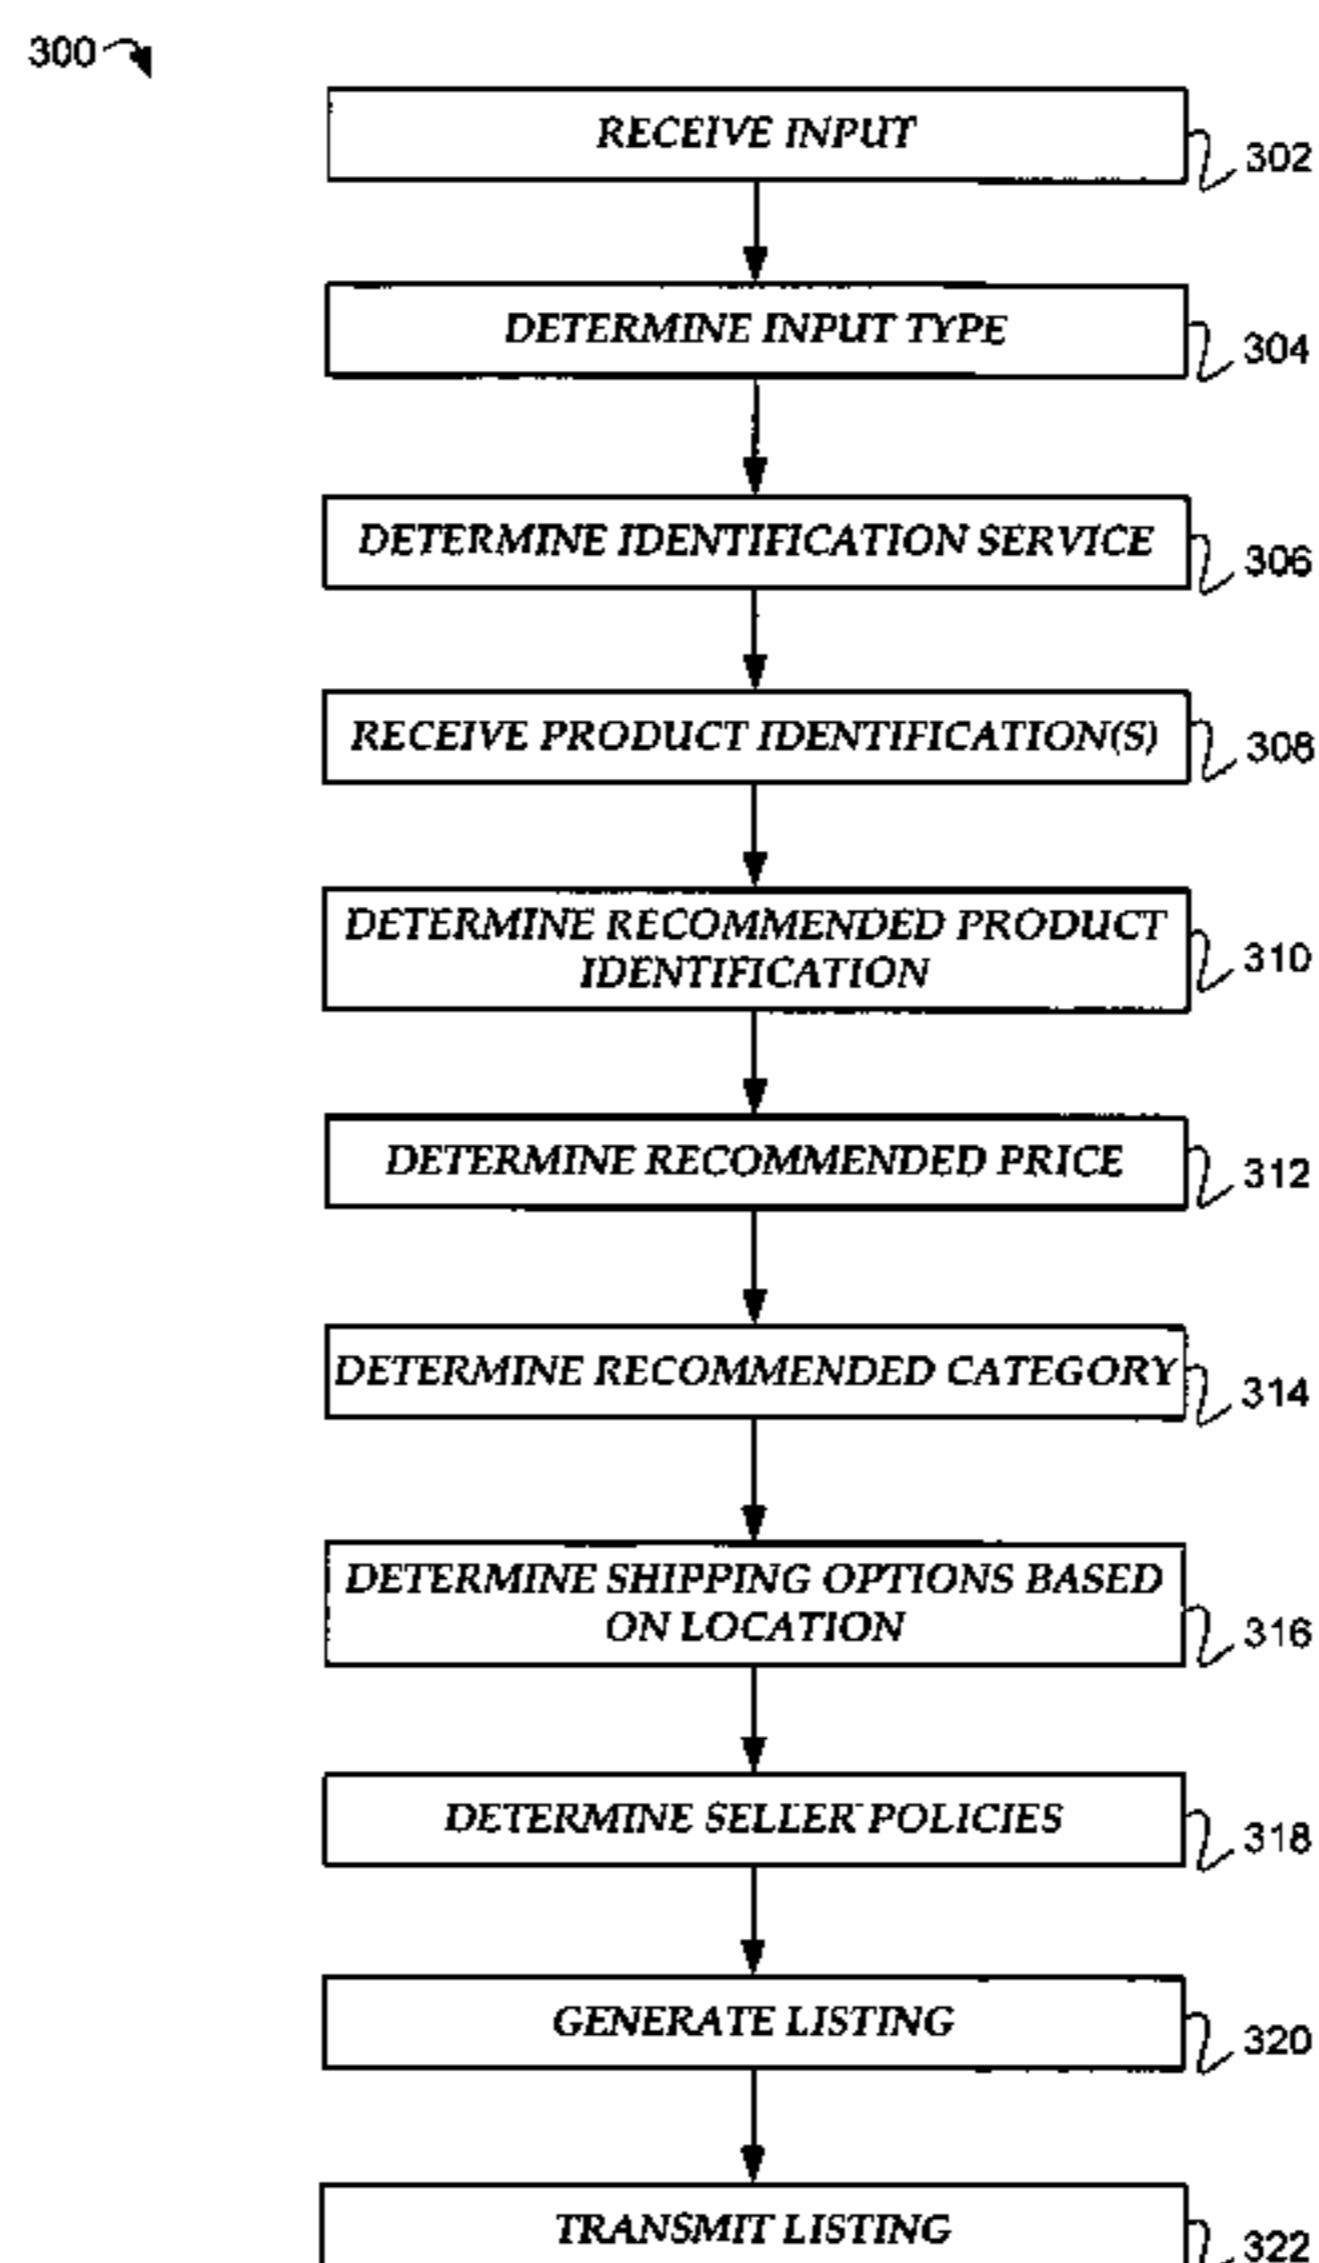 300
RECEIVE INPUT
302
DETERMINE INPUT TYPE
304
DETERMINE IDENTIFICATION SERVICE
306
RECEIVE PRODUCT IDENTIFICATION(S)
308
DETERMINE RECOMMENDED PRODUCT
IDENTIFICATION
310
DETERMINE RECOMMENDED PRICE
312
DETERMINE RECOMMENDED CATEGORY
314
DETERMINE SHIPPING OPTIONS BASED
ON LOCATION
316
DETERMINE SELLER POLICIES
318
GENERATE LISTING
320
TRANSMIT LISTING
322